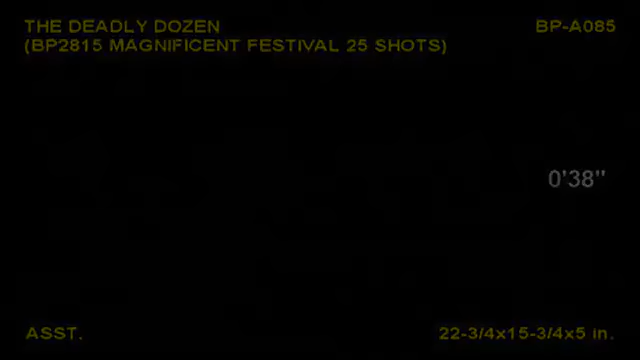 THE DEADLY DOZEN
BP-A085
(BP2815 MAGNIFICENT FESTIVAL 25 SHOTS)
0'38"
ASST.
22-3/4x15-3/4x5 in.